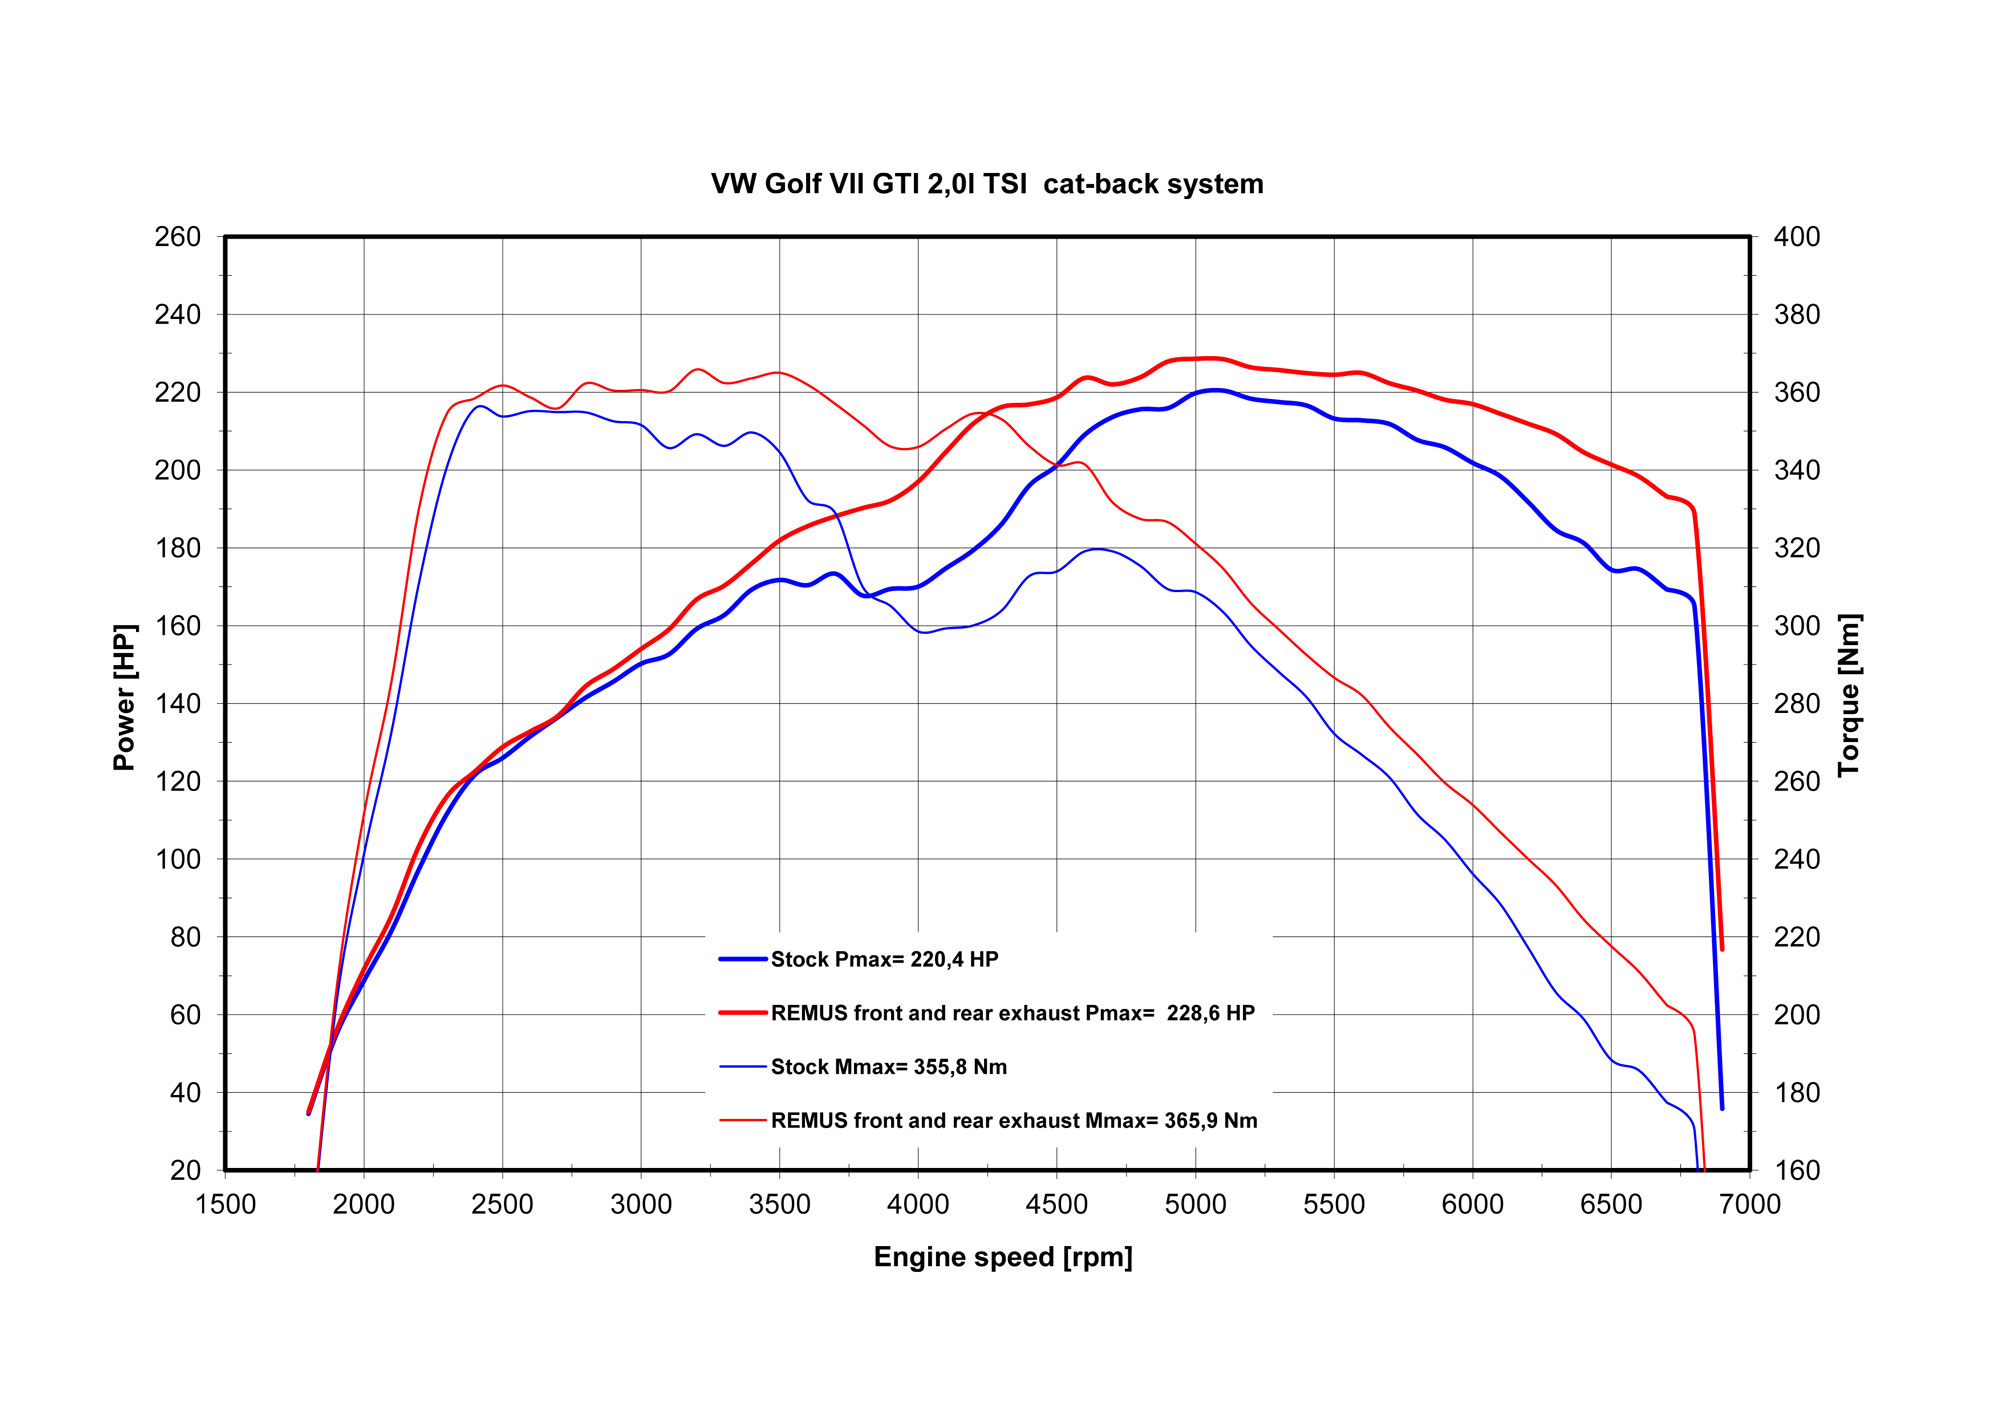 VW Golf VII GTI 2,0l TSI  cat-back system
260
240
220
200
180
160
140
120
100
80
60
40
20
Power [HP]
400
380
360
340
320
300
280
260
240
220
200
180
160
Torque [Nm]
Stock Pmax= 220,4 HP
REMUS front and rear exhaust Pmax=  228,6 HP
Stock Mmax= 355,8 Nm
REMUS front and rear exhaust Mmax= 365,9 Nm
1500 2000 2500 3000 3500 4000 4500 5000 5500 6000 6500 7000
Engine speed [rpm]